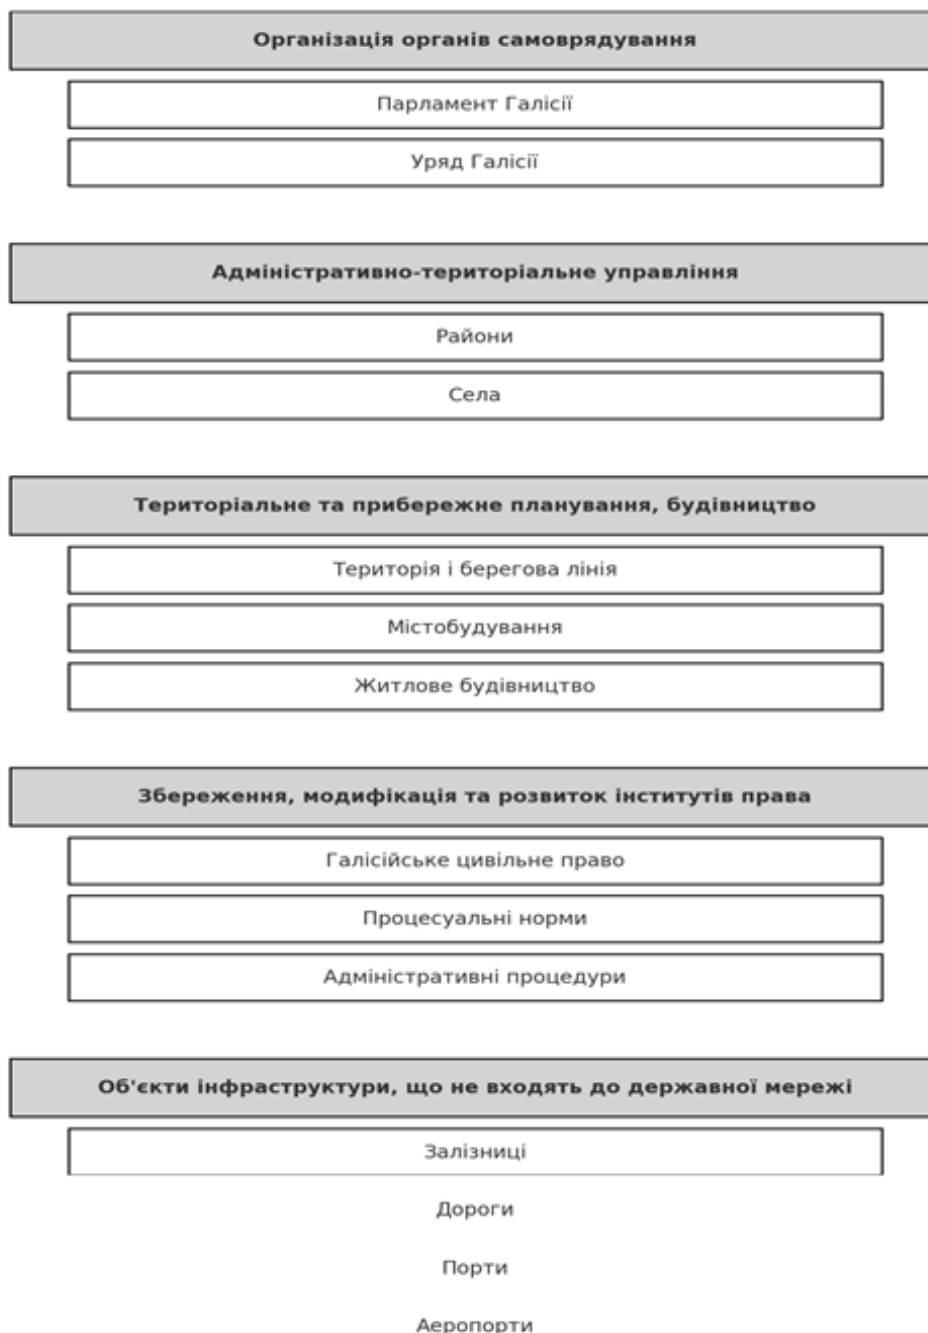 Організація органів самоврядування
Парламент Галісії
Уряд Галісії
Адміністративно-територіальне управління
Райони
Села
Територіальне та прибережне планування, будівництво
Територія і берегова лінія
Містобудування
Житлове будівництво
Збереження, модифікація та розвиток інститутів права
Галісійське цивільне право
Процесуальні норми
Адміністративні процедури
Об'єкти інфраструктури, що не входять до державної мережі
Залізниці
Дороги
Порти
Аеропорти